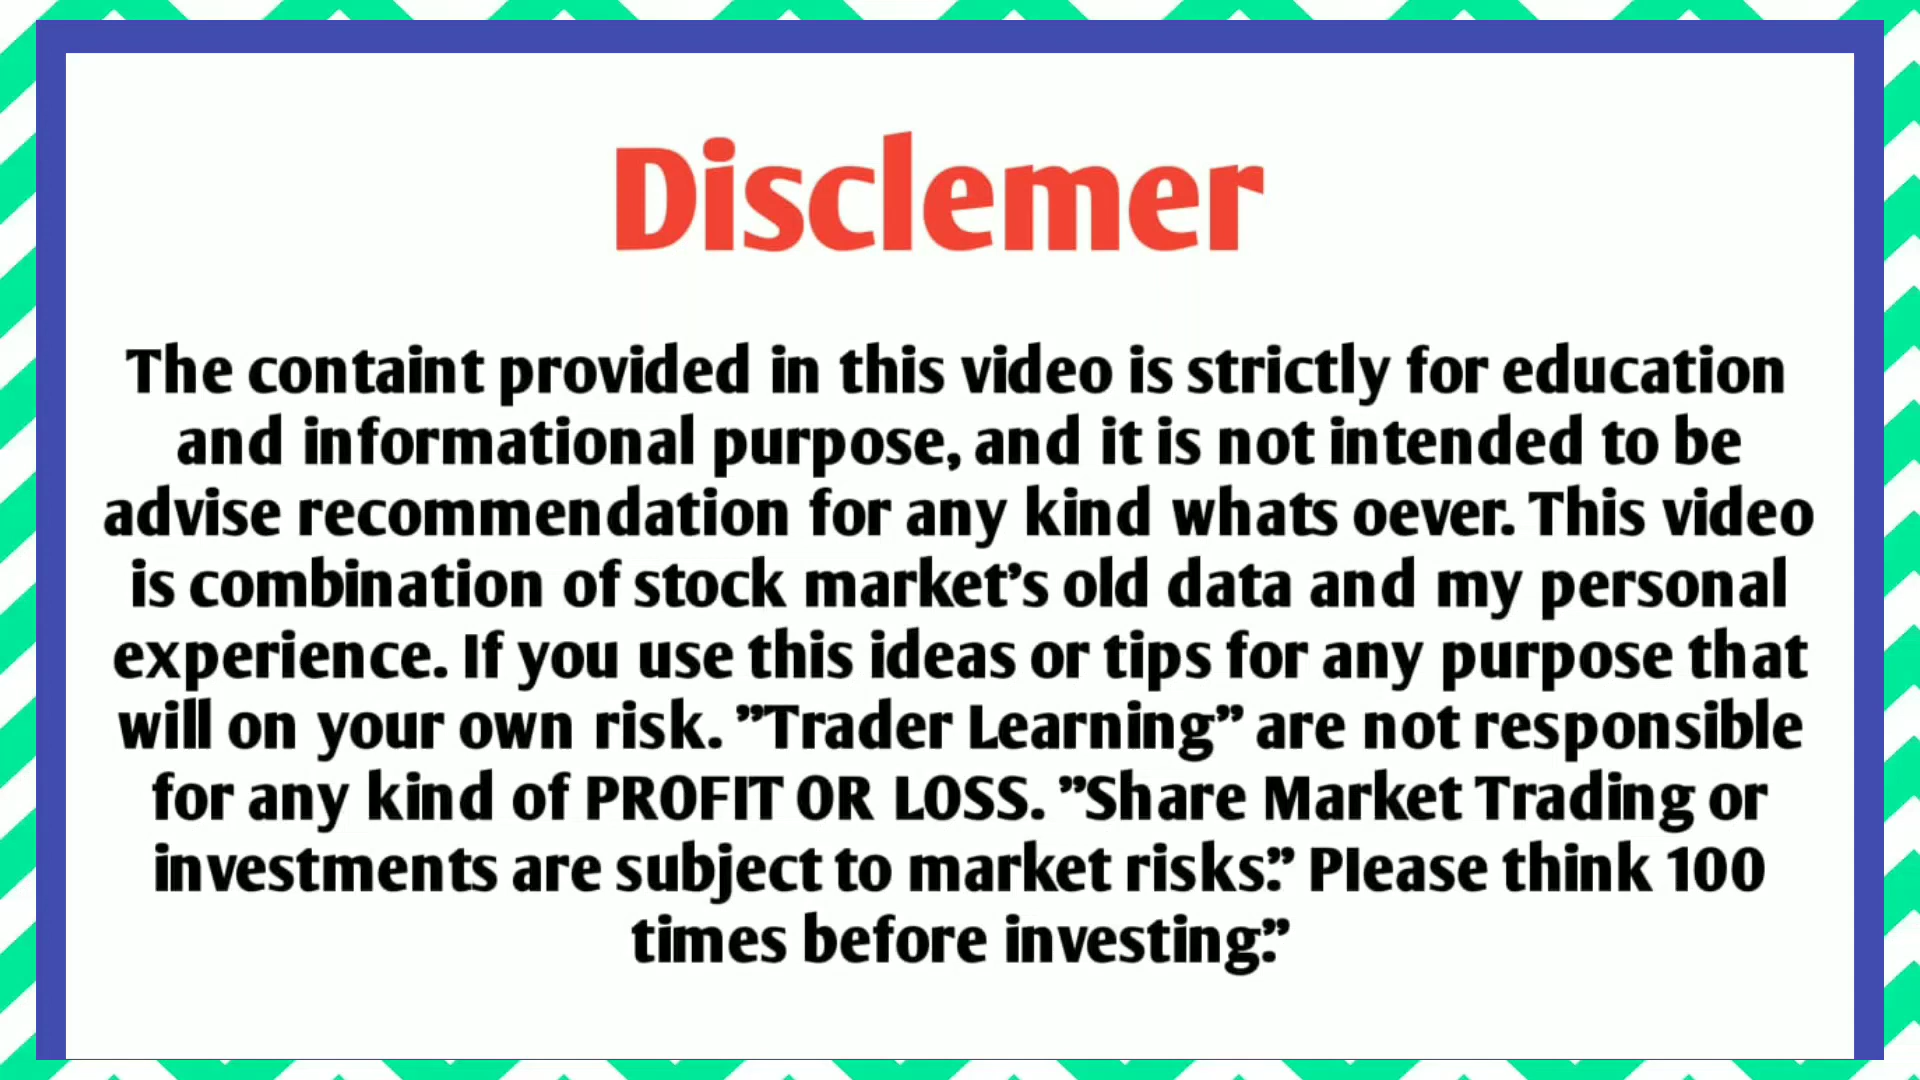 Disclemer
The containt provided in this video is strictly for education
and informational purpose, and it is not intended to be
advise recommendation for any kind whats oever. This video
is combination of stock market’s old data and my personal
experience. If you use this ideas or tips for any purpose that
will on your own risk. ”Trader Learning” are not responsible
for any kind of PROFIT OR LOSS. ”Share Market Trading or
investments are subject to market risks.” Please think 100
times before investing.”